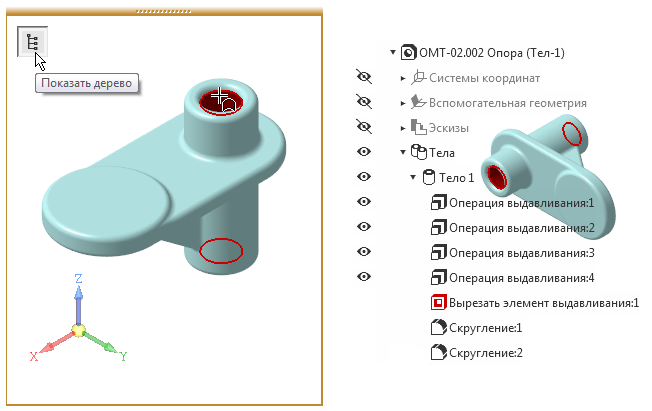 Показать дерево
Z
X
Y
ОМТ-02.002 Опора (Тел-1)
Системы координат
Вспомогательная геометрия
Эскизы
Тела
Тело 1
Операция выдавливания:1
Операция выдавливания:2
Операция выдавливания:3
Операция выдавливания:4
Вырезать элемент выдавливания:1
Скругление:1
Скругление:2